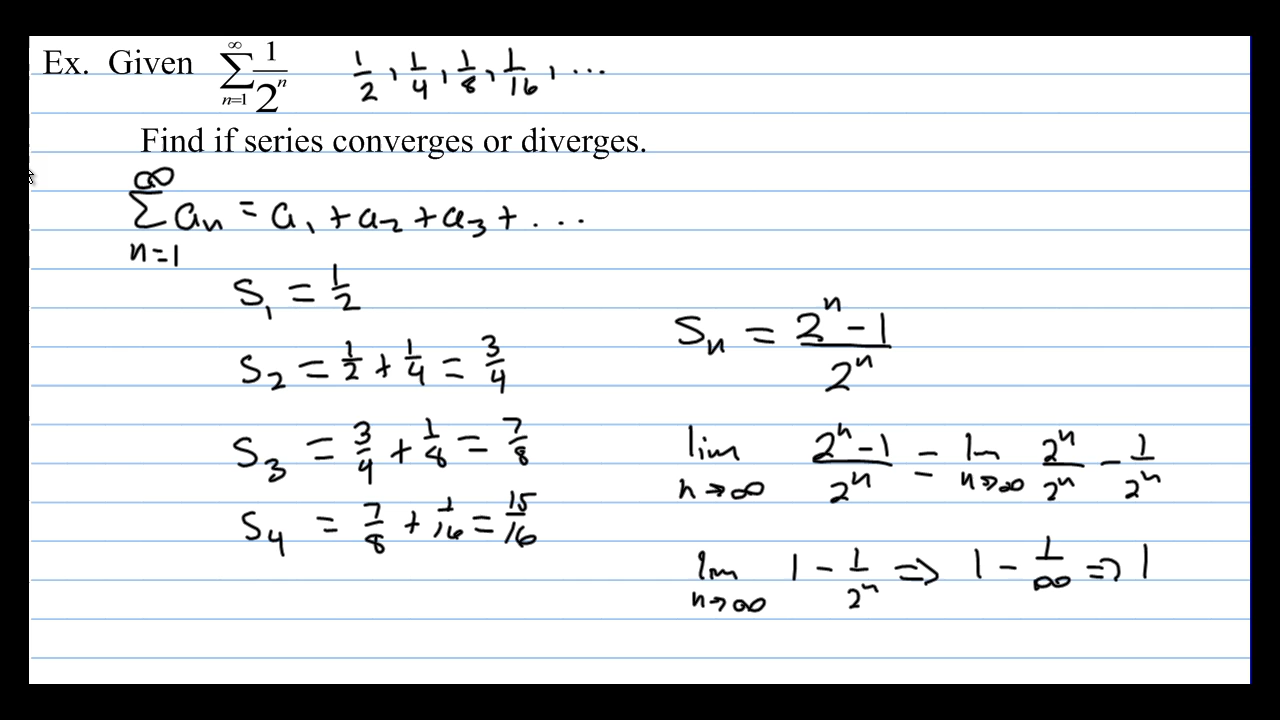 Ex. Given ∑_{n=1}^{∞} 1/2^n   1/2, 1/4, 1/8, 1/16, ...
Find if series converges or diverges.
∑_{n=1}^{∞} a_n = a_1 + a_2 + a_3 + ...
S_1 = 1/2
S_2 = 1/2 + 1/4 = 3/4
S_3 = 3/4 + 1/8 = 7/8
S_4 = 7/8 + 1/16 = 15/16
S_n = (2^n - 1)/2^n
lim_{n→∞} (2^n - 1)/2^n = lim_{n→∞} 2^n/2^n - 1/2^n
lim_{n→∞} 1 - 1/2^n ⇒ 1 - 1/∞ ⇒ 1